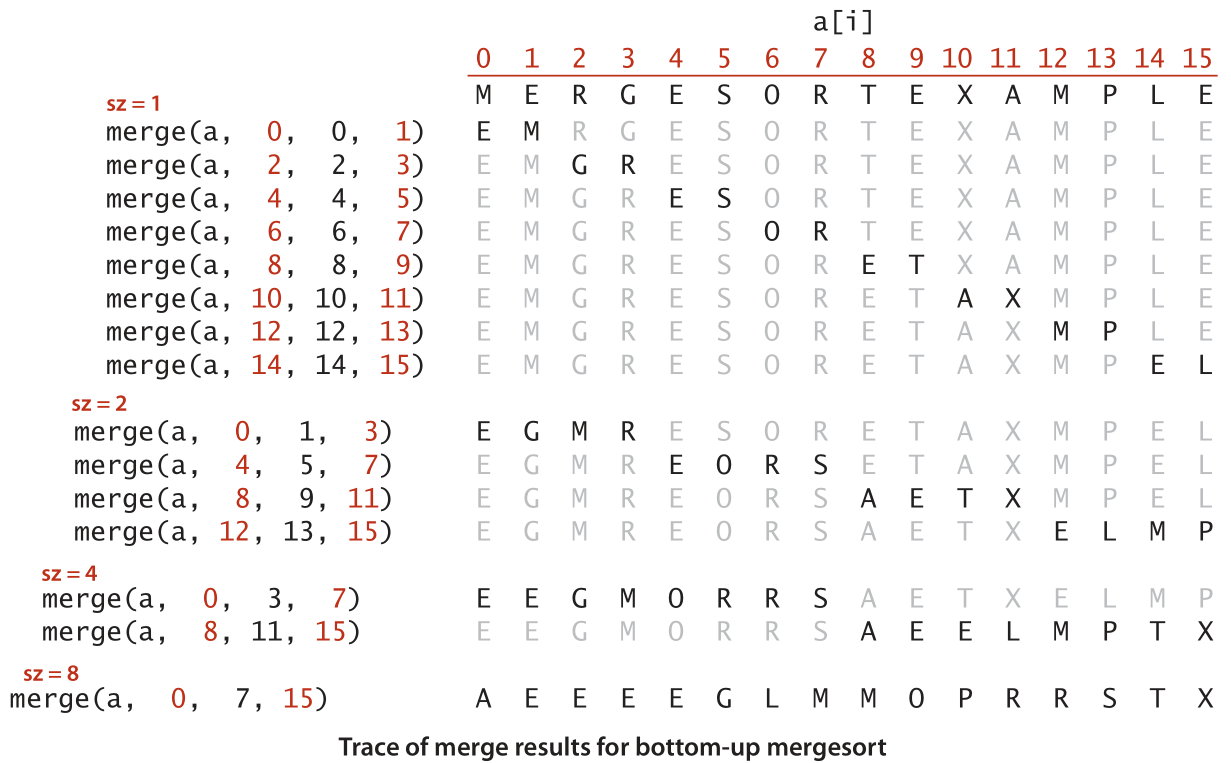 a[i]
0 1 2 3 4 5 6 7 8 9 10 11 12 13 14 15
M E R G E S O R T E X A M P L E
sz = 1
merge(a, 0, 0, 1) E M R G E S O R T E X A M P L E
merge(a, 2, 2, 3) E M G R E S O R T E X A M P L E
merge(a, 4, 4, 5) E M G R E S O R T E X A M P L E
merge(a, 6, 6, 7) E M G R E S O R T E X A M P L E
merge(a, 8, 8, 9) E M G R E S O R E T X A M P L E
merge(a, 10, 10, 11) E M G R E S O R E T A X M P L E
merge(a, 12, 12, 13) E M G R E S O R E T A X M P L E
merge(a, 14, 14, 15) E M G R E S O R E T A X M P E L
sz = 2
merge(a, 0, 1, 3) E G M R E S O R E T A X M P E L
merge(a, 4, 5, 7) E G M R E O R S E T A X M P E L
merge(a, 8, 9, 11) E G M R E O R S A E T X M P E L
merge(a, 12, 13, 15) E G M R E O R S A E T X E L M P
sz = 4
merge(a, 0, 3, 7) E E G M O R R S A E T X E L M P
merge(a, 8, 11, 15) E E G M O R R S A E E L M P T X
sz = 8
merge(a, 0, 7, 15) A E E E E G L M M O P R R S T X
Trace of merge results for bottom-up mergesort